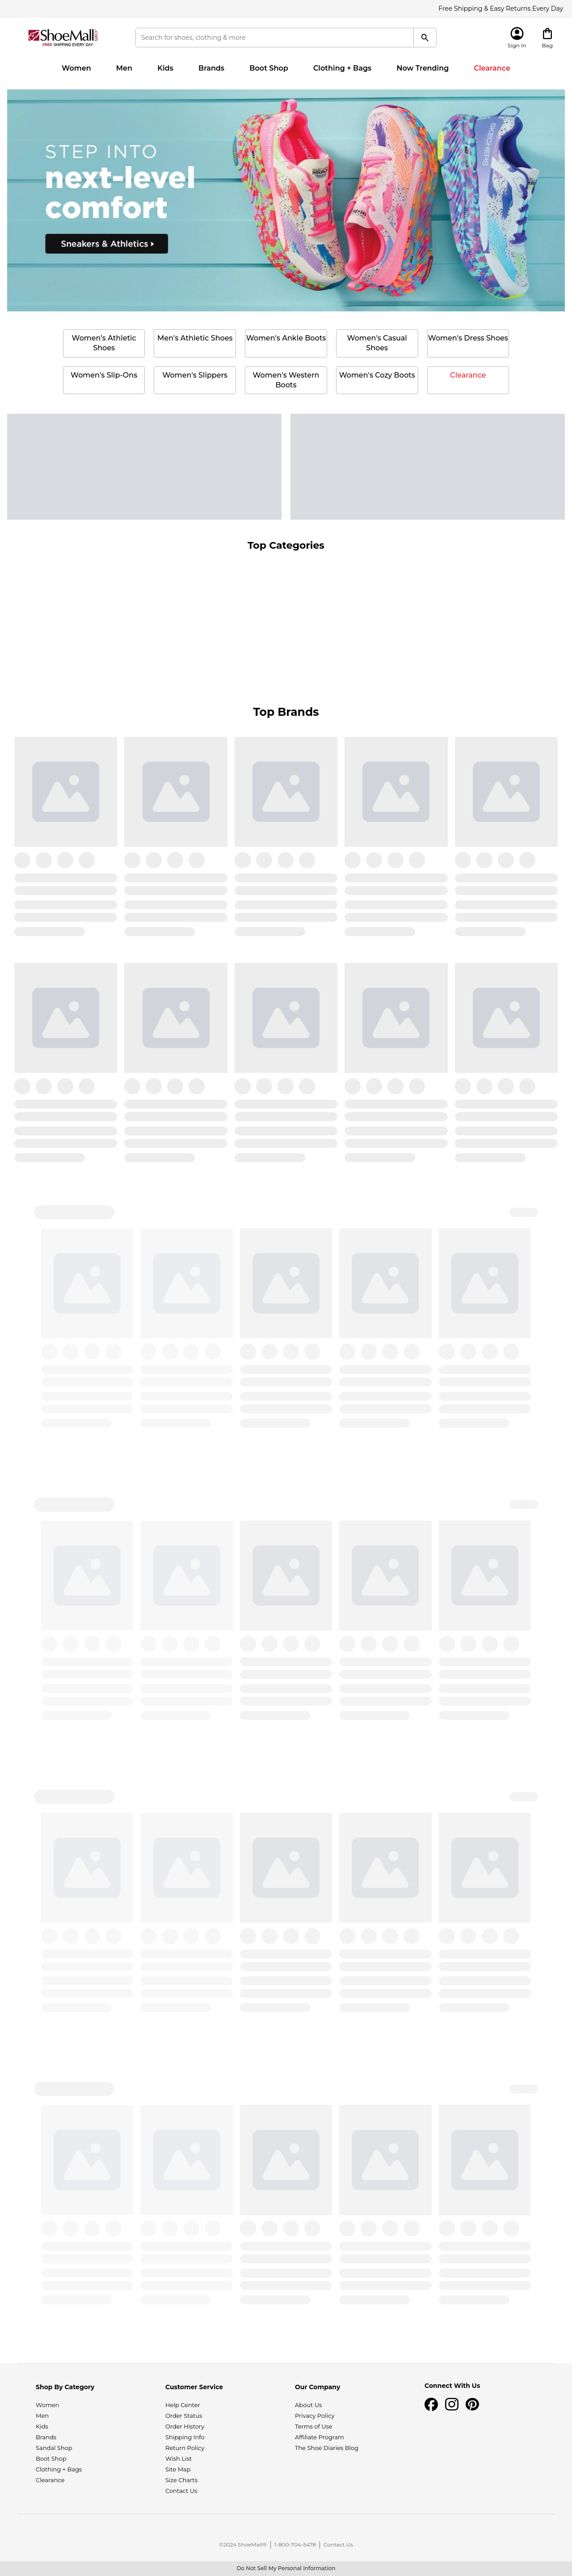 Free Shipping & Easy Returns Every Day
ShoeMall
FREE SHIPPING EVERY DAY
Search for shoes, clothing & more
Sign In
Bag
Women
Men
Kids
Brands
Boot Shop
Clothing + Bags
Now Trending
Clearance
STEP INTO
next-level
comfort
Sneakers & Athletics
SKECHERS
Women's Athletic
Shoes
Men's Athletic Shoes
Women's Ankle Boots
Women's Casual
Shoes
Women's Dress Shoes
Women's Slip-Ons
Women's Slippers
Women's Western
Boots
Women's Cozy Boots
Clearance
Top Categories
Top Brands
Shop By Category
Women
Men
Kids
Brands
Sandal Shop
Boot Shop
Clothing + Bags
Clearance
Customer Service
Help Center
Order Status
Order History
Shipping Info
Return Policy
Wish List
Site Map
Size Charts
Contact Us
Our Company
About Us
Privacy Policy
Terms of Use
Affiliate Program
The Shoe Diaries Blog
Connect With Us
©2024 ShoeMall® | 1-800-704-5478 | Contact Us
Do Not Sell My Personal Information